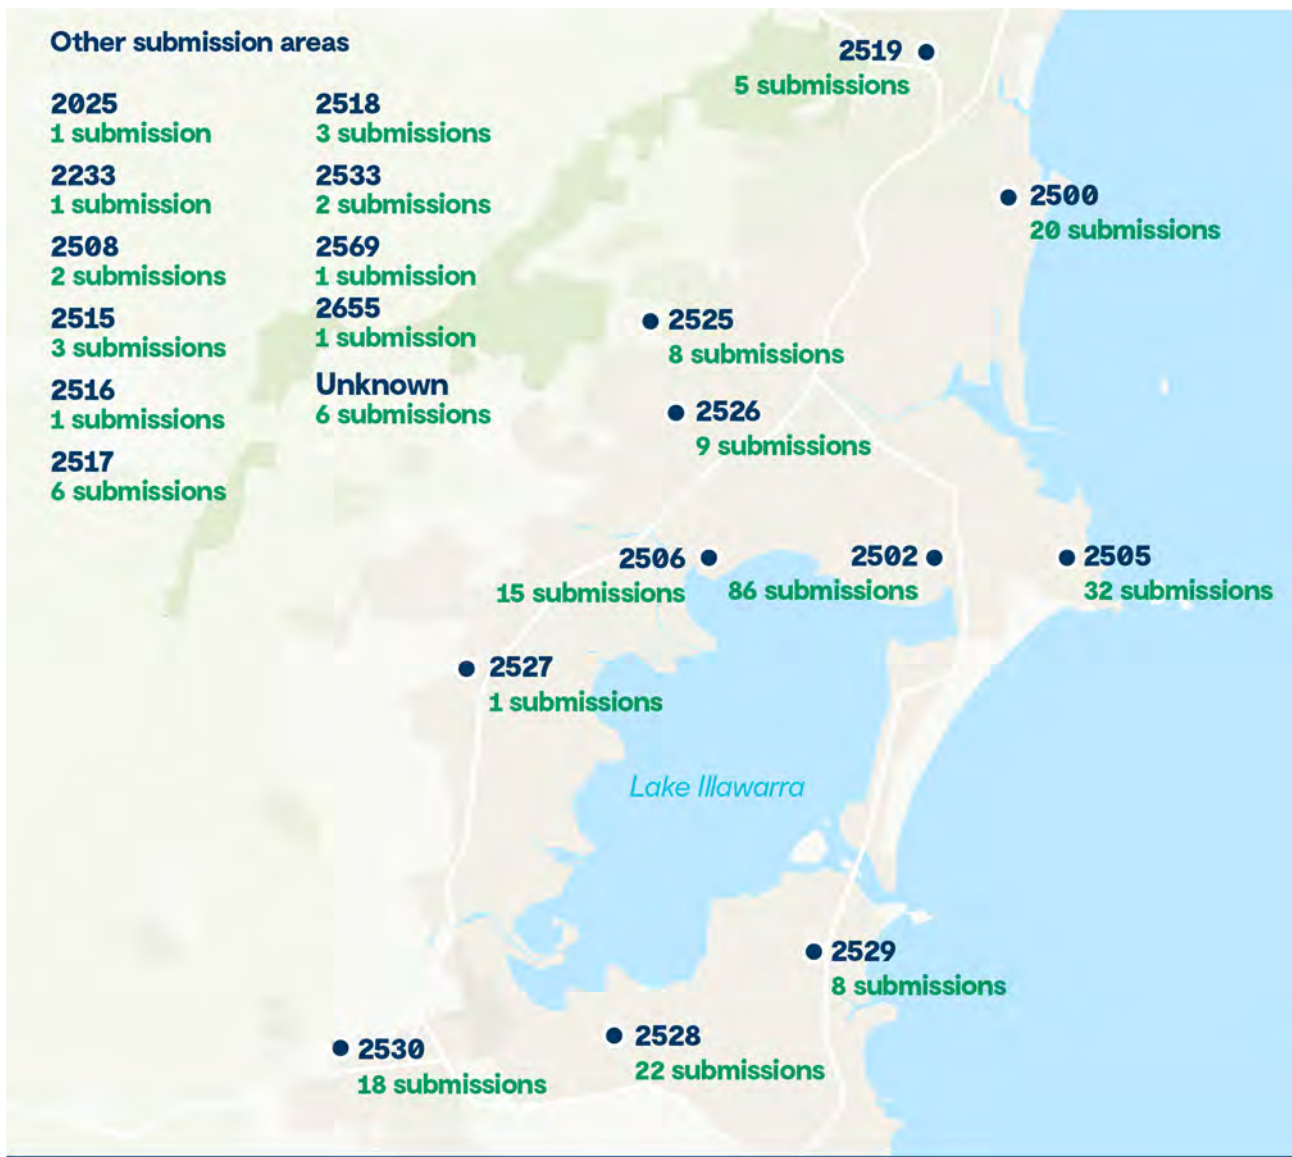 Other submission areas
2025
1 submission
2233
1 submission
2508
2 submissions
2515
3 submissions
2516
1 submissions
2517
6 submissions
2518
3 submissions
2533
2 submissions
2569
1 submission
2655
1 submission
Unknown
6 submissions
2519
5 submissions
2500
20 submissions
2525
8 submissions
2526
9 submissions
2506
15 submissions
2502
86 submissions
2505
32 submissions
2527
1 submissions
Lake Illawarra
2529
8 submissions
2528
22 submissions
2530
18 submissions